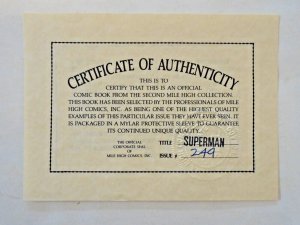 CERTIFICATE OF AUTHENTICITY
THIS IS TO
CERTIFY THAT THIS IS AN OFFICIAL
COMIC BOOK FROM THE SECOND MILE HIGH COLLECTION.
THIS BOOK HAS BEEN SELECTED BY THE PROFESSIONALS OF MILE
HIGH COMICS, INC. AS BEING ONE OF THE HIGHEST QUALITY
EXAMPLES OF THIS PARTICULAR ISSUE THEY HAVE EVER SEEN. IT
IS PACKAGED IN A MYLAR PROTECTIVE SLEEVE TO GUARANTEE
ITS CONTINUED UNIQUE QUALITY.
THE OFFICIAL
CORPORATE SEAL
OF
MILE HIGH COMICS, INC.
TITLE SUPERMAN
ISSUE # 249